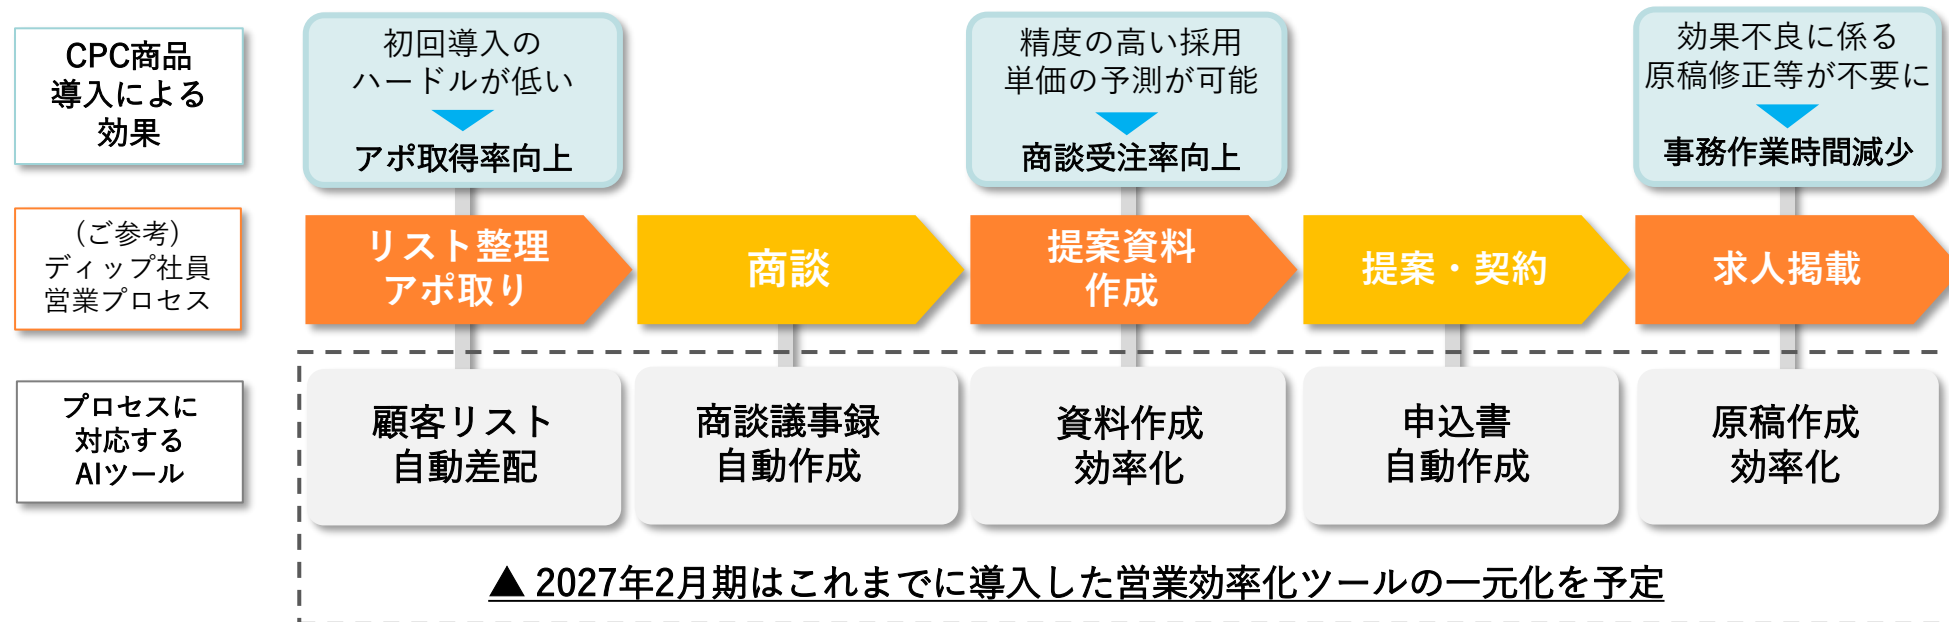 CPC商品
導入による
効果
初回導入の
ハードルが低い
アポ取得率向上
精度の高い採用
単価の予測が可能
商談受注率向上
効果不良に係る
原稿修正等が不要に
事務作業時間減少
（ご参考）
ディップ社員
営業プロセス
リスト整理
アポ取り
商談
提案資料
作成
提案・契約
求人掲載
プロセスに
対応する
AIツール
顧客リスト
自動差配
商談議事録
自動作成
資料作成
効率化
申込書
自動作成
原稿作成
効率化
▲ 2027年2月期はこれまでに導入した営業効率化ツールの一元化を予定